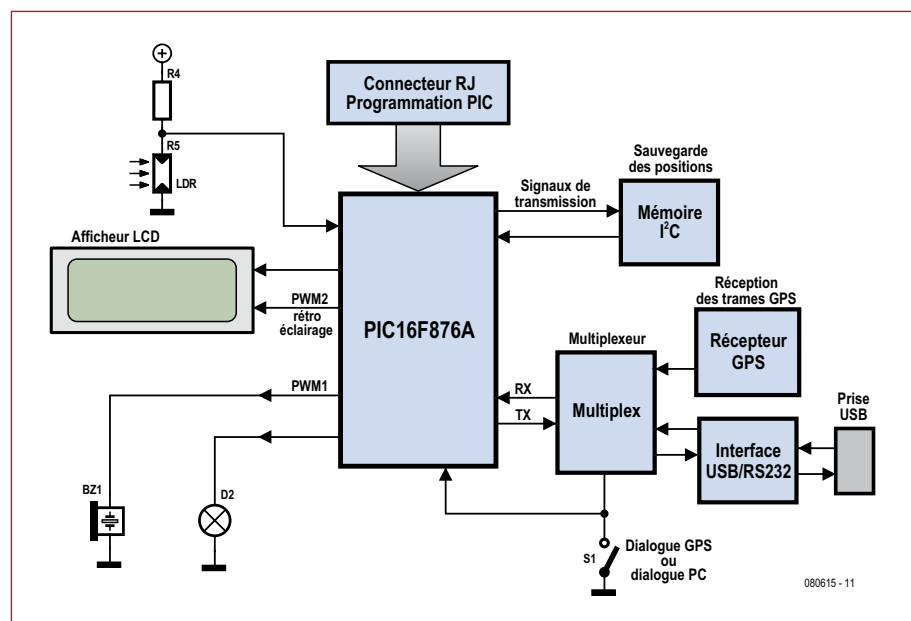 R4
R5
LDR
Connecteur RJ
Programmation PIC
Sauvegarde
des positions
Signaux de
transmission
Mémoire
I²C
Afficheur LCD
PWM2
rétro
éclairage
PIC16F876A
Réception
des trames GPS
Récepteur
GPS
Multiplexeur
Multiplex
RX
TX
Prise
USB
Interface
USB/RS232
PWM1
BZ1
D2
S1
Dialogue GPS
ou
dialogue PC
080615 - 11